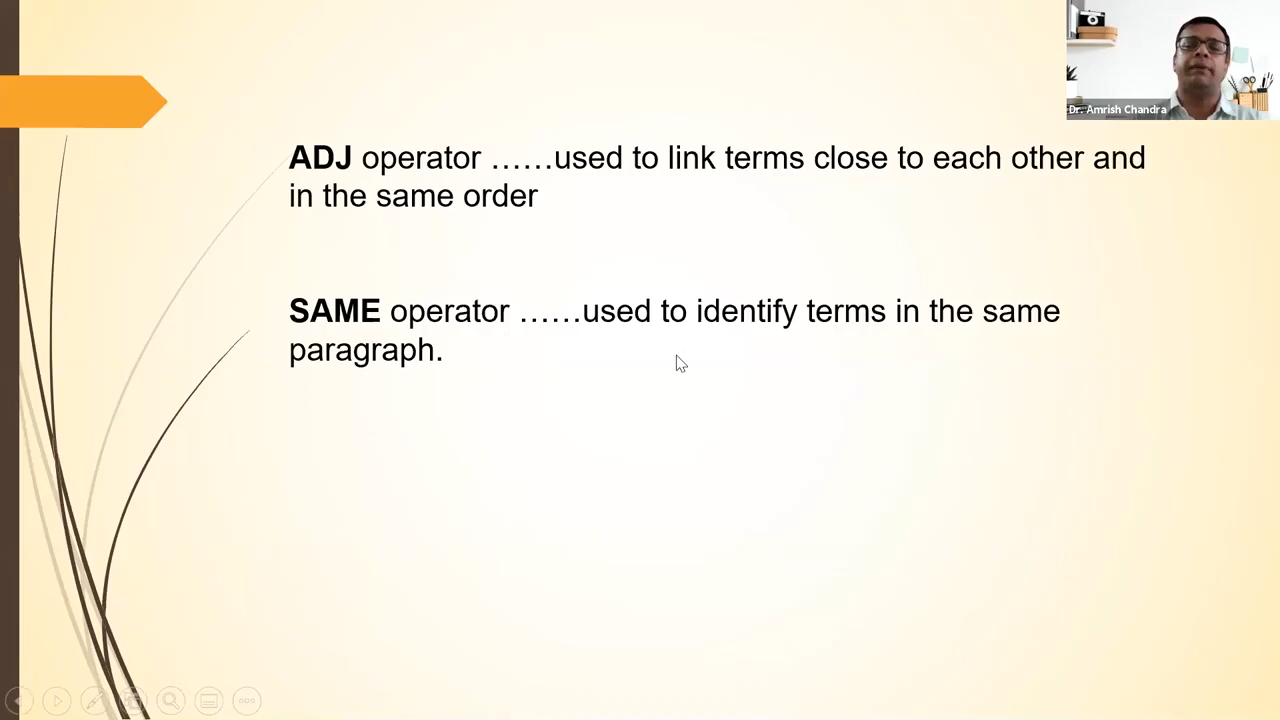 Dr. Amrish Chandra
ADJ operator ……used to link terms close to each other and
in the same order
SAME operator ……used to identify terms in the same
paragraph.